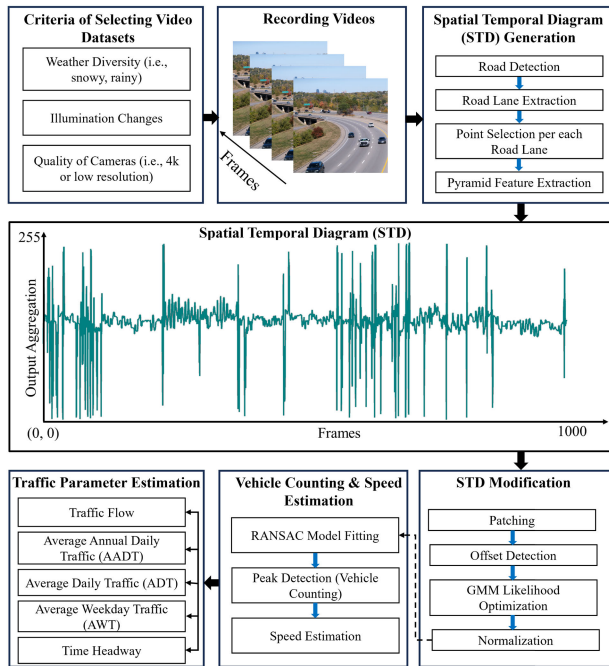 Criteria of Selecting Video
Datasets
Weather Diversity (i.e.,
snowy, rainy)
Illumination Changes
Quality of Cameras (i.e., 4k
or low resolution)
Recording Videos
Frames
Spatial Temporal Diagram
(STD) Generation
Road Detection
Road Lane Extraction
Point Selection per each
Road Lane
Pyramid Feature Extraction
Spatial Temporal Diagram (STD)
255
Output Aggregation
(0, 0)
Frames
1000
Traffic Parameter Estimation
Traffic Flow
Average Annual Daily
Traffic (AADT)
Average Daily Traffic (ADT)
Average Weekday Traffic
(AWT)
Time Headway
Vehicle Counting & Speed
Estimation
RANSAC Model Fitting
Peak Detection (Vehicle
Counting)
Speed Estimation
STD Modification
Patching
Offset Detection
GMM Likelihood
Optimization
Normalization